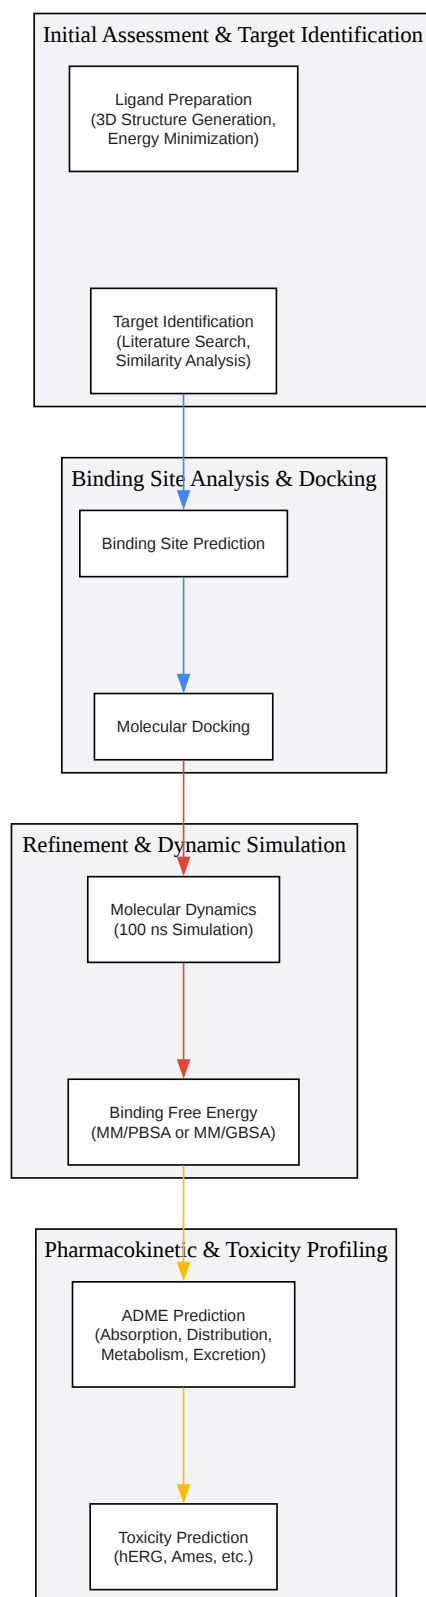 Initial Assessment & Target Identification
Ligand Preparation
(3D Structure Generation,
Energy Minimization)
Target Identification
(Literature Search,
Similarity Analysis)
Binding Site Analysis & Docking
Binding Site Prediction
Molecular Docking
Refinement & Dynamic Simulation
Molecular Dynamics
(100 ns Simulation)
Binding Free Energy
(MM/PBSA or MM/GBSA)
Pharmacokinetic & Toxicity Profiling
ADME Prediction
(Absorption, Distribution,
Metabolism, Excretion)
Toxicity Prediction
(hERG, Ames, etc.)